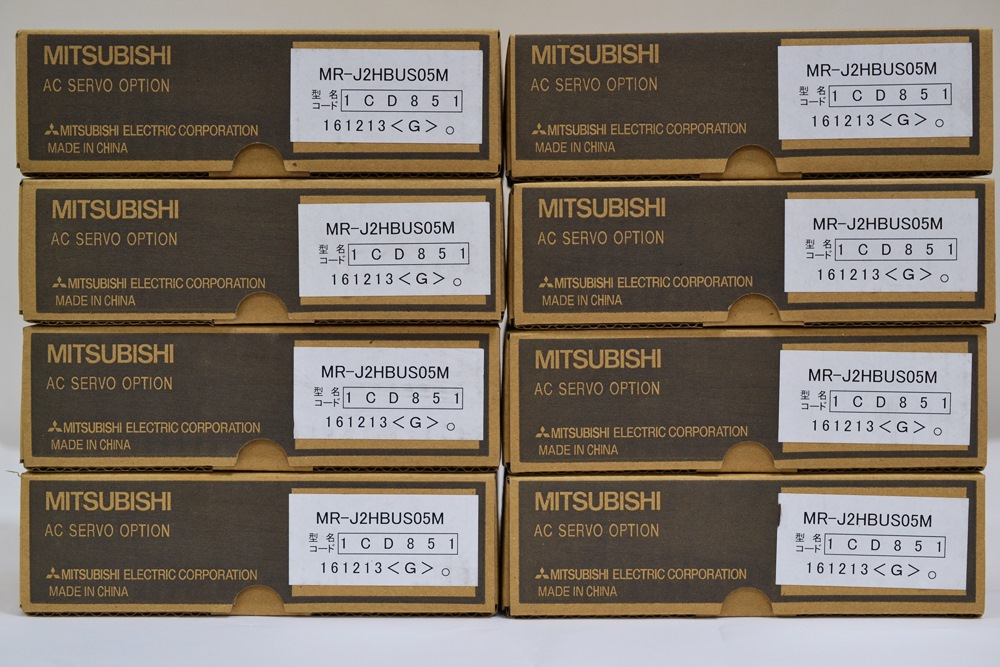 MITSUBISHI
AC SERVO OPTION
MITSUBISHI ELECTRIC CORPORATION
MADE IN CHINA
MR-J2HBUS05M
型名
コード 1CD851
161213<G>○
MITSUBISHI
AC SERVO OPTION
MITSUBISHI ELECTRIC CORPORATION
MADE IN CHINA
MR-J2HBUS05M
型名
コード 1CD851
161213<G>○
MITSUBISHI
AC SERVO OPTION
MITSUBISHI ELECTRIC CORPORATION
MADE IN CHINA
MR-J2HBUS05M
型名
コード 1CD851
161213<G>○
MITSUBISHI
AC SERVO OPTION
MITSUBISHI ELECTRIC CORPORATION
MADE IN CHINA
MR-J2HBUS05M
型名
コード 1CD851
161213<G>○
MITSUBISHI
AC SERVO OPTION
MITSUBISHI ELECTRIC CORPORATION
MADE IN CHINA
MR-J2HBUS05M
型名
コード 1CD851
161213<G>○
MITSUBISHI
AC SERVO OPTION
MITSUBISHI ELECTRIC CORPORATION
MADE IN CHINA
MR-J2HBUS05M
型名
コード 1CD851
161213<G>○
MITSUBISHI
AC SERVO OPTION
MITSUBISHI ELECTRIC CORPORATION
MADE IN CHINA
MR-J2HBUS05M
型名
コード 1CD851
161213<G>○
MITSUBISHI
AC SERVO OPTION
MITSUBISHI ELECTRIC CORPORATION
MADE IN CHINA
MR-J2HBUS05M
型名
コード 1CD851
161213<G>○